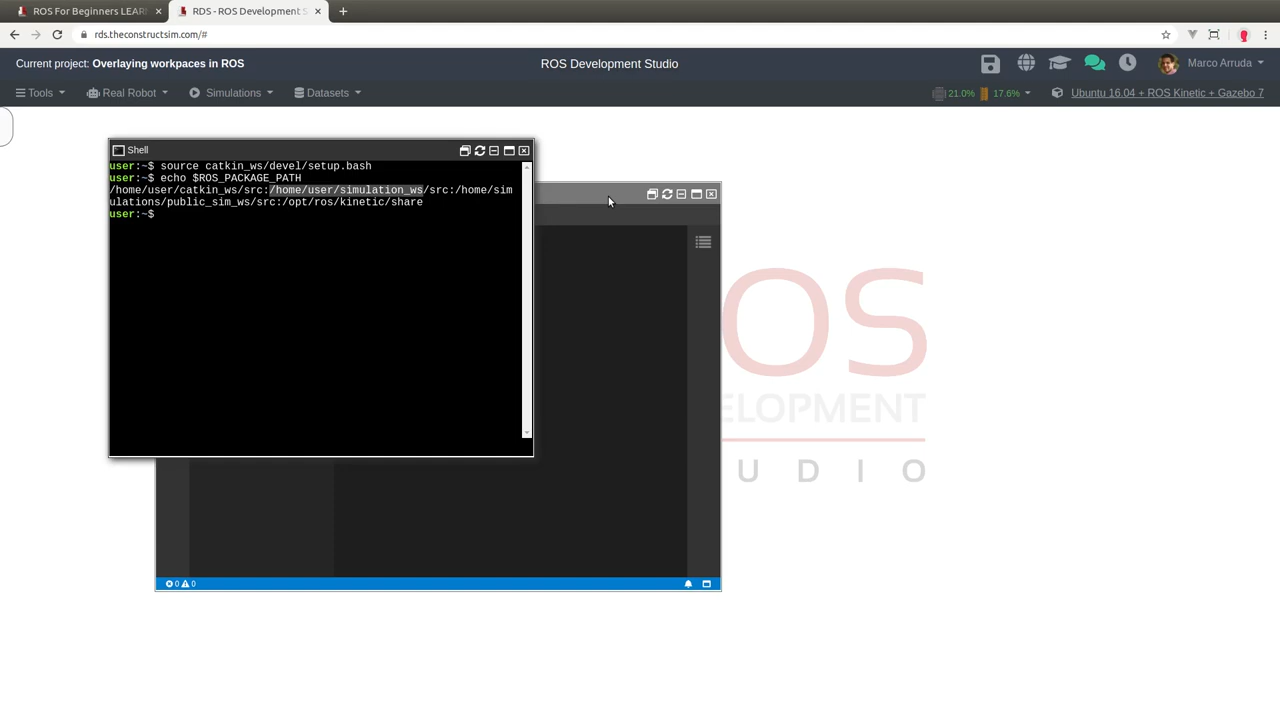 ROS For Beginners LEAR
RDS - ROS Development S
rds.theconstructsim.com/#
Current project: Overlaying workpaces in ROS
ROS Development Studio
Marco Arruda
Tools
Real Robot
Simulations
Datasets
21.0%
17.6%
Ubuntu 16.04 + ROS Kinetic + Gazebo 7
Shell
user:~$ source catkin_ws/devel/setup.bash
user:~$ echo $ROS_PACKAGE_PATH
/home/user/catkin_ws/src:/home/user/simulation_ws/src:/home/sim
ulations/public_sim_ws/src:/opt/ros/kinetic/share
user:~$
OS
ELOPMENT
U D I O
0 0